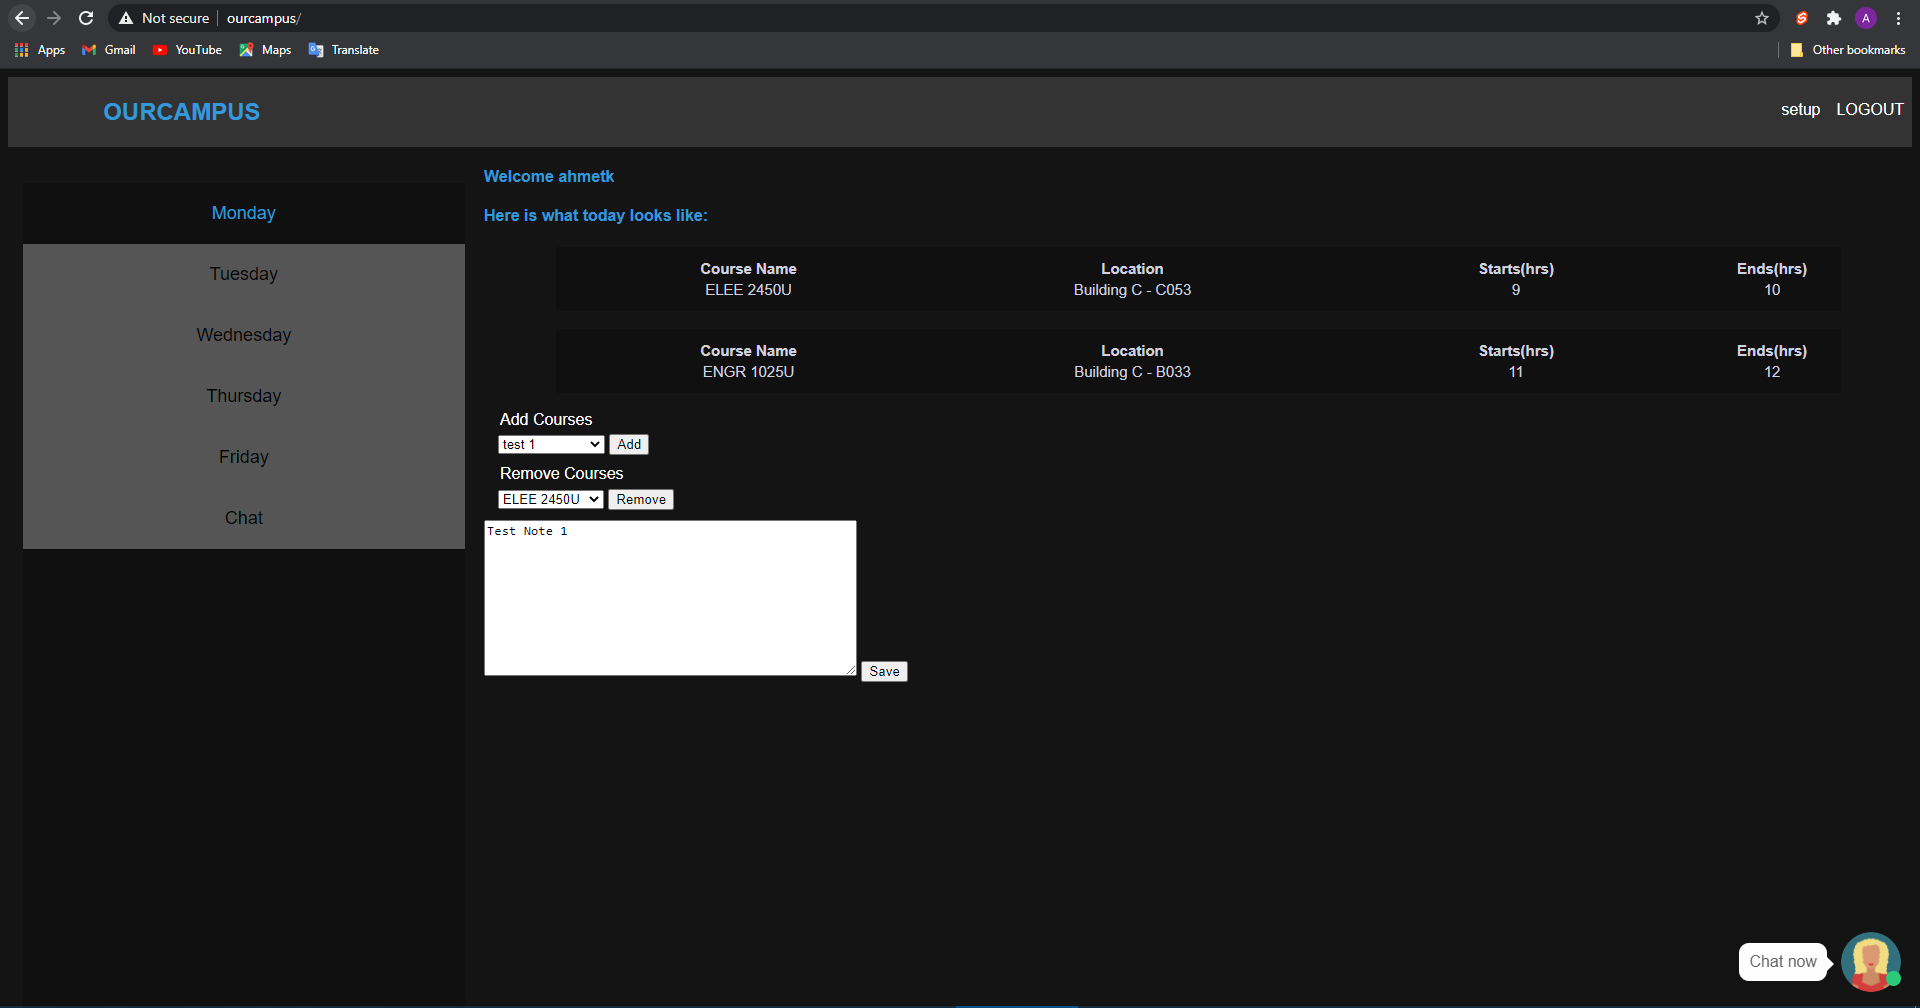 Not secure ourcampus/ A
Apps Gmail YouTube Maps Translate Other bookmarks
OURCAMPUS setup LOGOUT
Monday
Tuesday
Wednesday
Thursday
Friday
Chat
Welcome ahmetk
Here is what today looks like:
Course Name Location Starts(hrs) Ends(hrs)
ELEE 2450U Building C - C053 9 10
Course Name Location Starts(hrs) Ends(hrs)
ENGR 1025U Building C - B033 11 12
Add Courses
test 1 Add
Remove Courses
ELEE 2450U Remove
Test Note 1
Save
Chat now